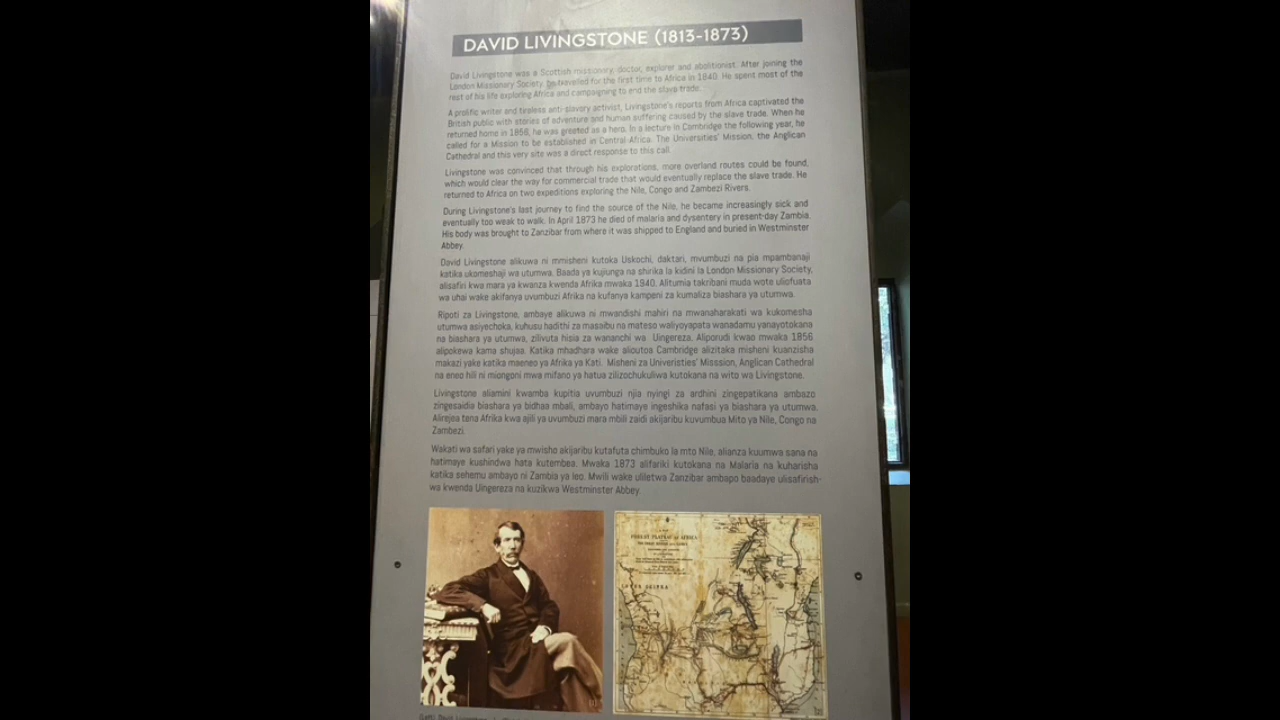 DAVID LIVINGSTONE (1813-1873)
David Livingstone was a Scottish missionary, doctor, explorer and abolitionist. After joining the
London Missionary Society, he travelled for the first time to Africa in 1840. He spent most of the
rest of his life exploring Africa and campaigning to end the slave trade.
A prolific writer and tireless anti-slavery activist, Livingstone's reports from Africa captivated the
British public with stories of adventure and human suffering caused by the slave trade. When he
returned home in 1856, he was greeted as a hero. In a lecture in Cambridge the following year, he
called for a Mission to be established in Central-Africa. The Universities' Mission, the Anglican
Cathedral and this very site was a direct response to this call.
Livingstone was convinced that through his explorations, more overland routes could be found,
which would clear the way for commercial trade that would eventually replace the slave trade. He
returned to Africa on two expeditions exploring the Nile, Congo and Zambezi Rivers.
During Livingstone's last journey to find the source of the Nile, he became increasingly sick and
eventually too weak to walk. In April 1873 he died of malaria and dysentery in present-day Zambia.
His body was brought to Zanzibar from where it was shipped to England and buried in Westminster
Abbey.
David Livingstone alikuwa ni mmisheni kutoka Uskochi, daktari, mvumbuzi na pia mpambanaji
katika ukomeshaji wa utumwa. Baada ya kujiunga na shirika la kidini la London Missionary Society,
alisafiri kwa mara ya kwanza kwenda Afrika mwaka 1940. Alitumia takribani muda wote uliofuata
wa uhai wake akifanya uvumbuzi Afrika na kufanya kampeni za kumaliza biashara ya utumwa.
Ripoti za Livingstone, ambaye alikuwa ni mwandishi mahiri na mwanaharakati wa kukomesha
utumwa asiyechoka, kuhusu hadithi za masaibu na mateso waliyoyapata wanadamu yanayotokana
na biashara ya utumwa, zilivuta hisia za wananchi wa Uingereza. Aliporudi kwao mwaka 1856
alipokewa kama shujaa. Katika mhadhara wake alioutoa Cambridge alizitaka misheni kuanzisha
makazi yake katika maeneo ya Afrika ya Kati. Misheni za Univeristies' Misssion, Anglican Cathedral
na eneo hili ni miongoni mwa mifano ya hatua zilizochukuliwa kutokana na wito wa Livingstone.
Livingstone aliamini kwamba kupitia uvumbuzi njia nyingi za ardhini zingepatikana ambazo
zingesaidia biashara ya bidhaa mbali, ambayo hatimaye ingeshika nafasi ya biashara ya utumwa.
Alirejea tena Afrika kwa ajili ya uvumbuzi mara mbili zaidi akijaribu kuvumbua Mito ya Nile, Congo na
Zambezi.
Wakati wa safari yake ya mwisho akijaribu kutafuta chimbuko la mto Nile, alianza kuumwa sana na
hatimaye kushindwa hata kutembea. Mwaka 1873 alifariki kutokana na Malaria na kuharisha
katika sehemu ambayo ni Zambia ya leo. Mwili wake uliletwa Zanzibar ambapo baadaye ulisafirish-
wa kwenda Uingereza na kuzikwa Westminster Abbey.